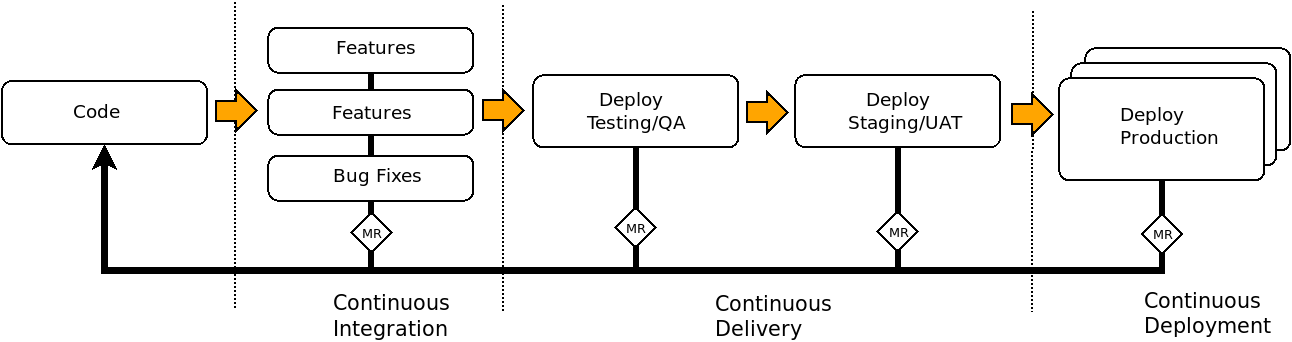 Code
Features
Features
Bug Fixes
MR
Deploy
Testing/QA
MR
Deploy
Staging/UAT
MR
Deploy
Production
MR
Continuous
Integration
Continuous
Delivery
Continuous
Deployment